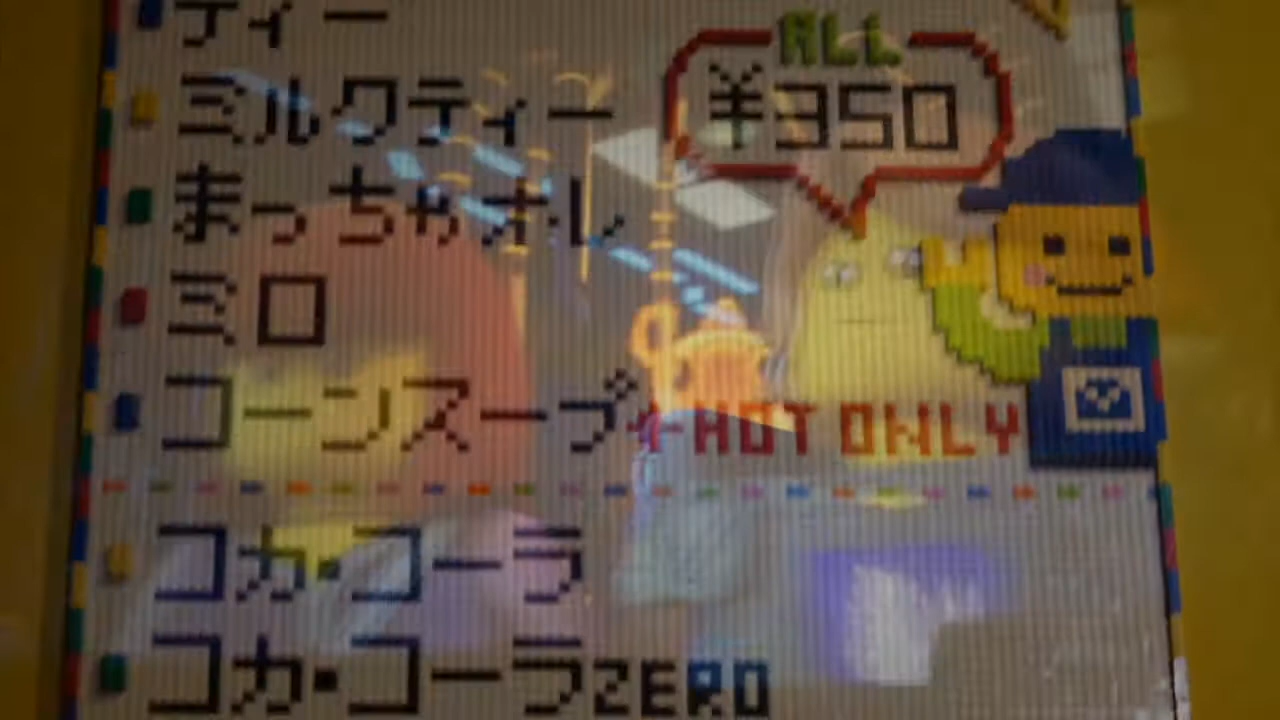 ティー
ALL
¥350
ミルクティー
まっちゃオレ
ミロ
コーンスープ
HOT ONLY
コカ・コーラ
コカ・コーラZERO